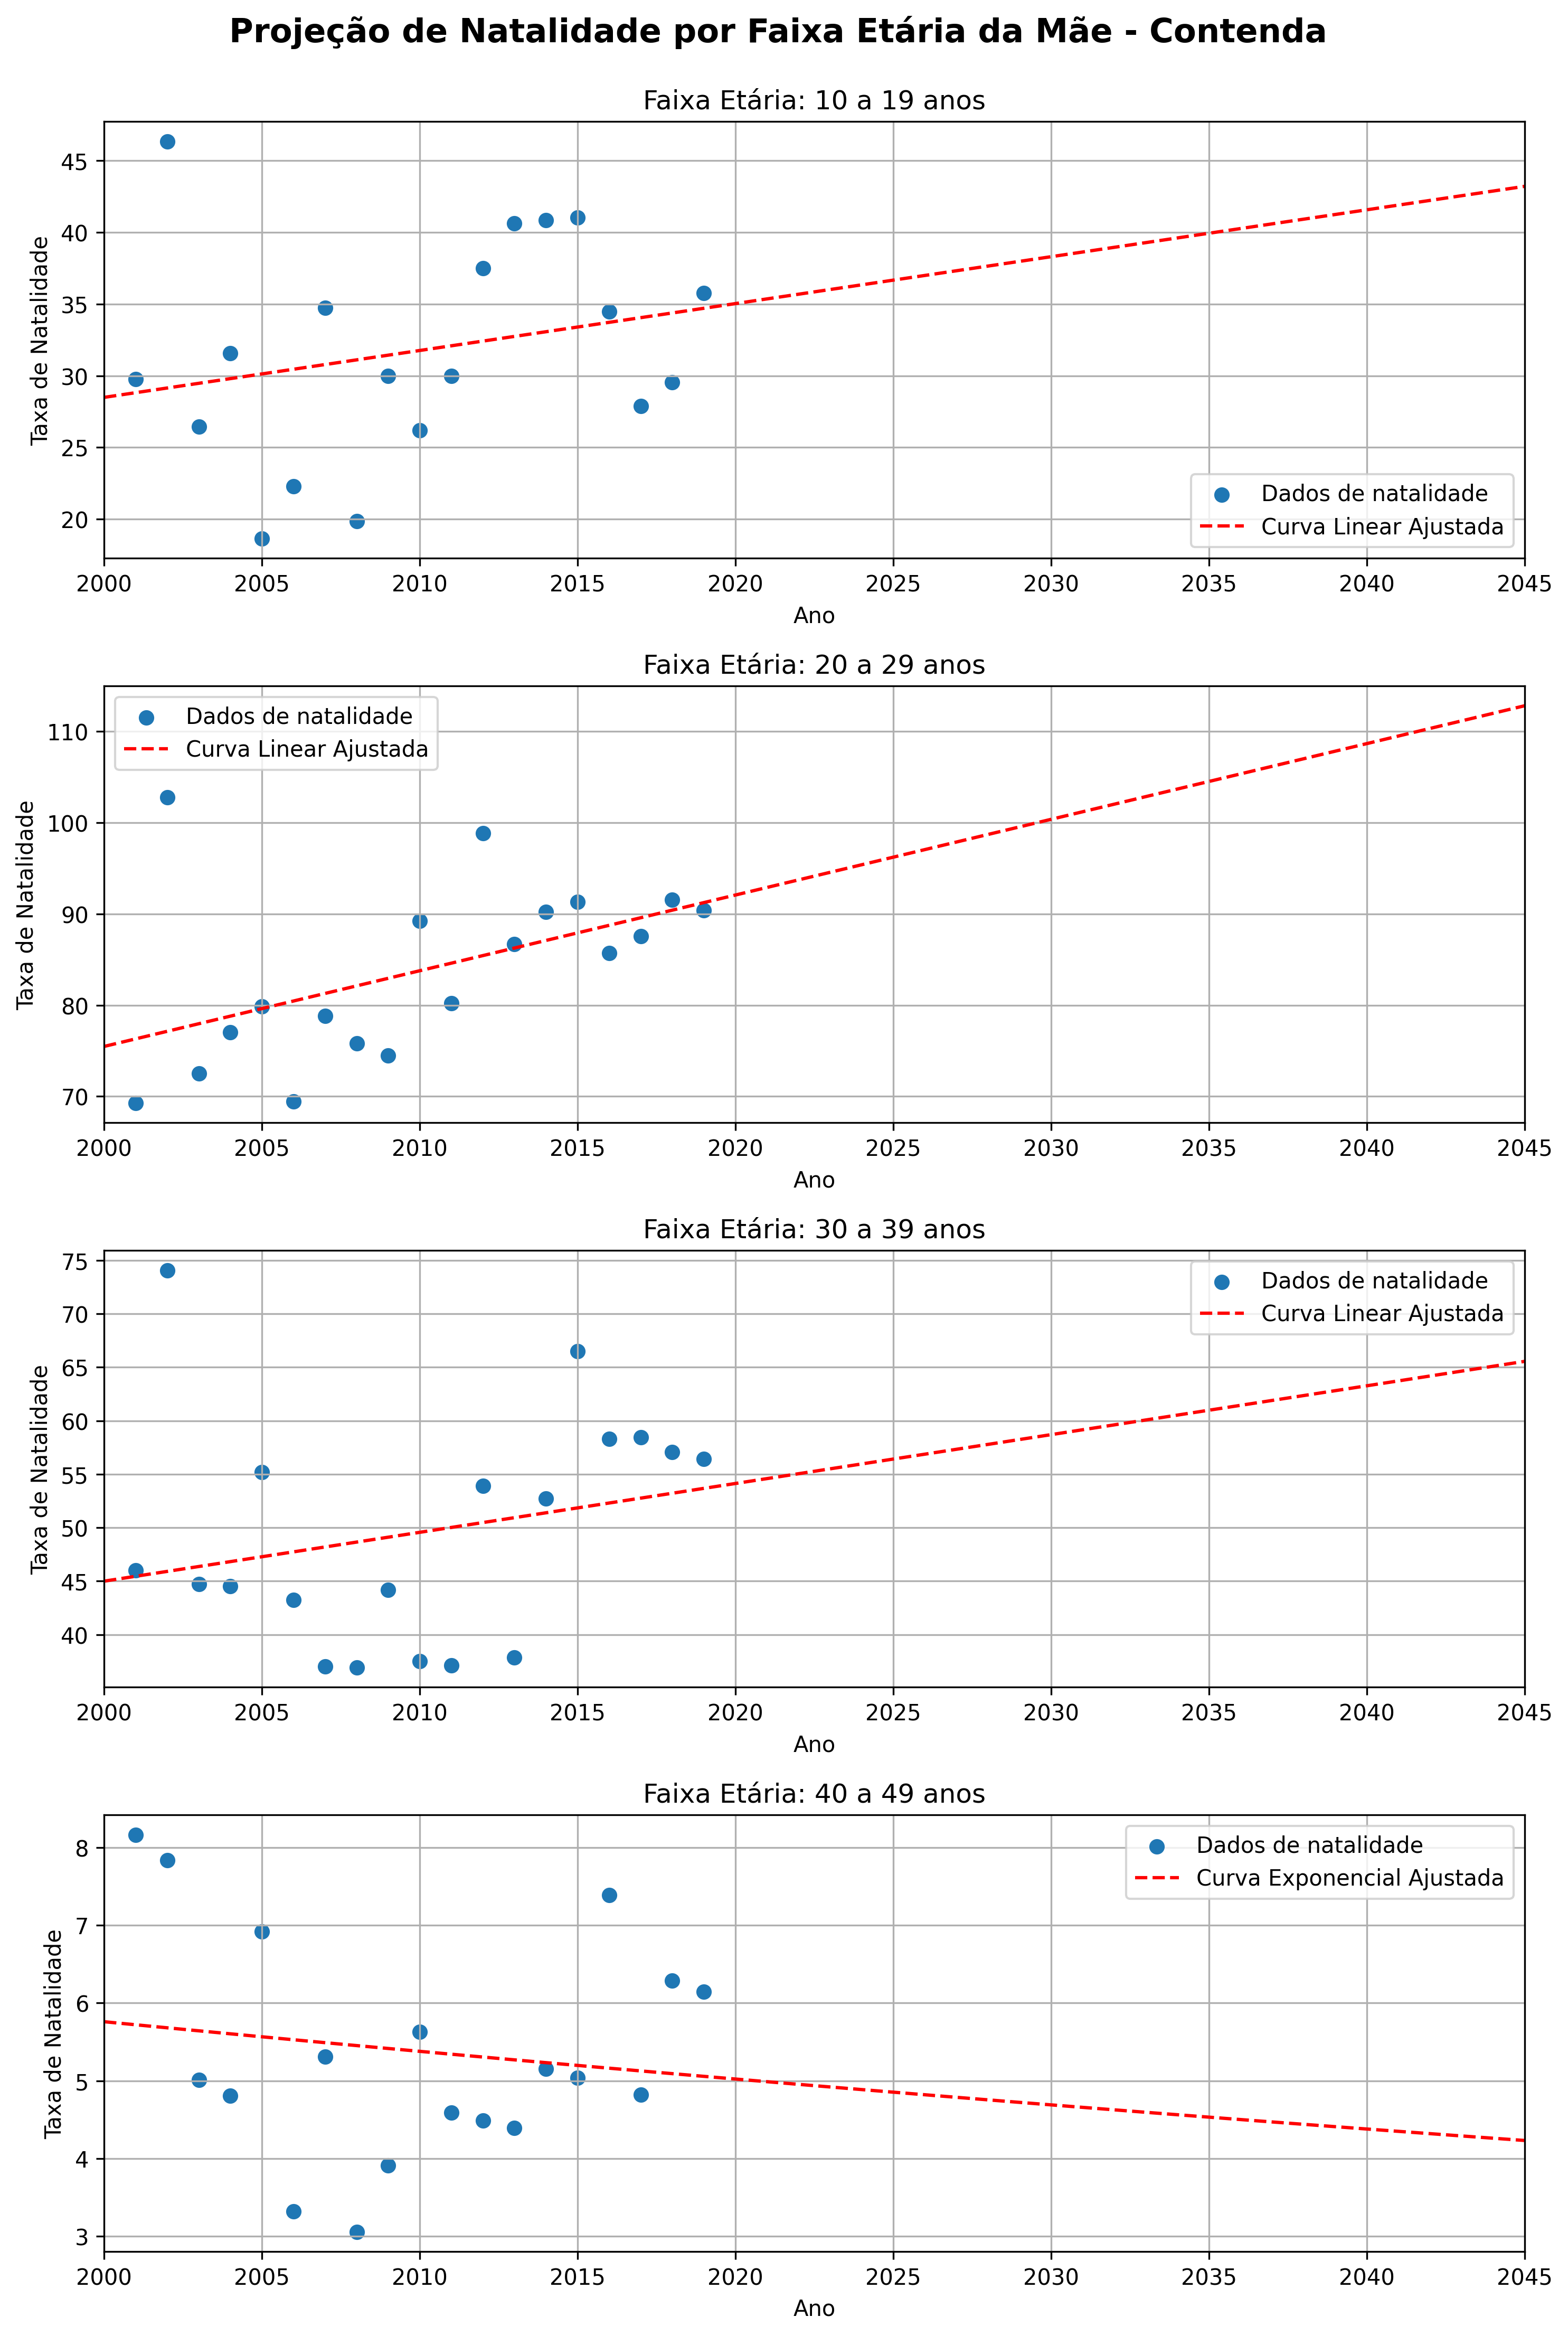 Projeção de Natalidade por Faixa Etária da Mãe - Contenda
Faixa Etária: 10 a 19 anos
Taxa de Natalidade
45
40
35
30
25
20
Dados de natalidade
Curva Linear Ajustada
2000 2005 2010 2015 2020 2025 2030 2035 2040 2045
Ano
Faixa Etária: 20 a 29 anos
Taxa de Natalidade
110
100
90
80
70
Dados de natalidade
Curva Linear Ajustada
2000 2005 2010 2015 2020 2025 2030 2035 2040 2045
Ano
Faixa Etária: 30 a 39 anos
Taxa de Natalidade
75
70
65
60
55
50
45
40
Dados de natalidade
Curva Linear Ajustada
2000 2005 2010 2015 2020 2025 2030 2035 2040 2045
Ano
Faixa Etária: 40 a 49 anos
Taxa de Natalidade
8
7
6
5
4
3
Dados de natalidade
Curva Exponencial Ajustada
2000 2005 2010 2015 2020 2025 2030 2035 2040 2045
Ano